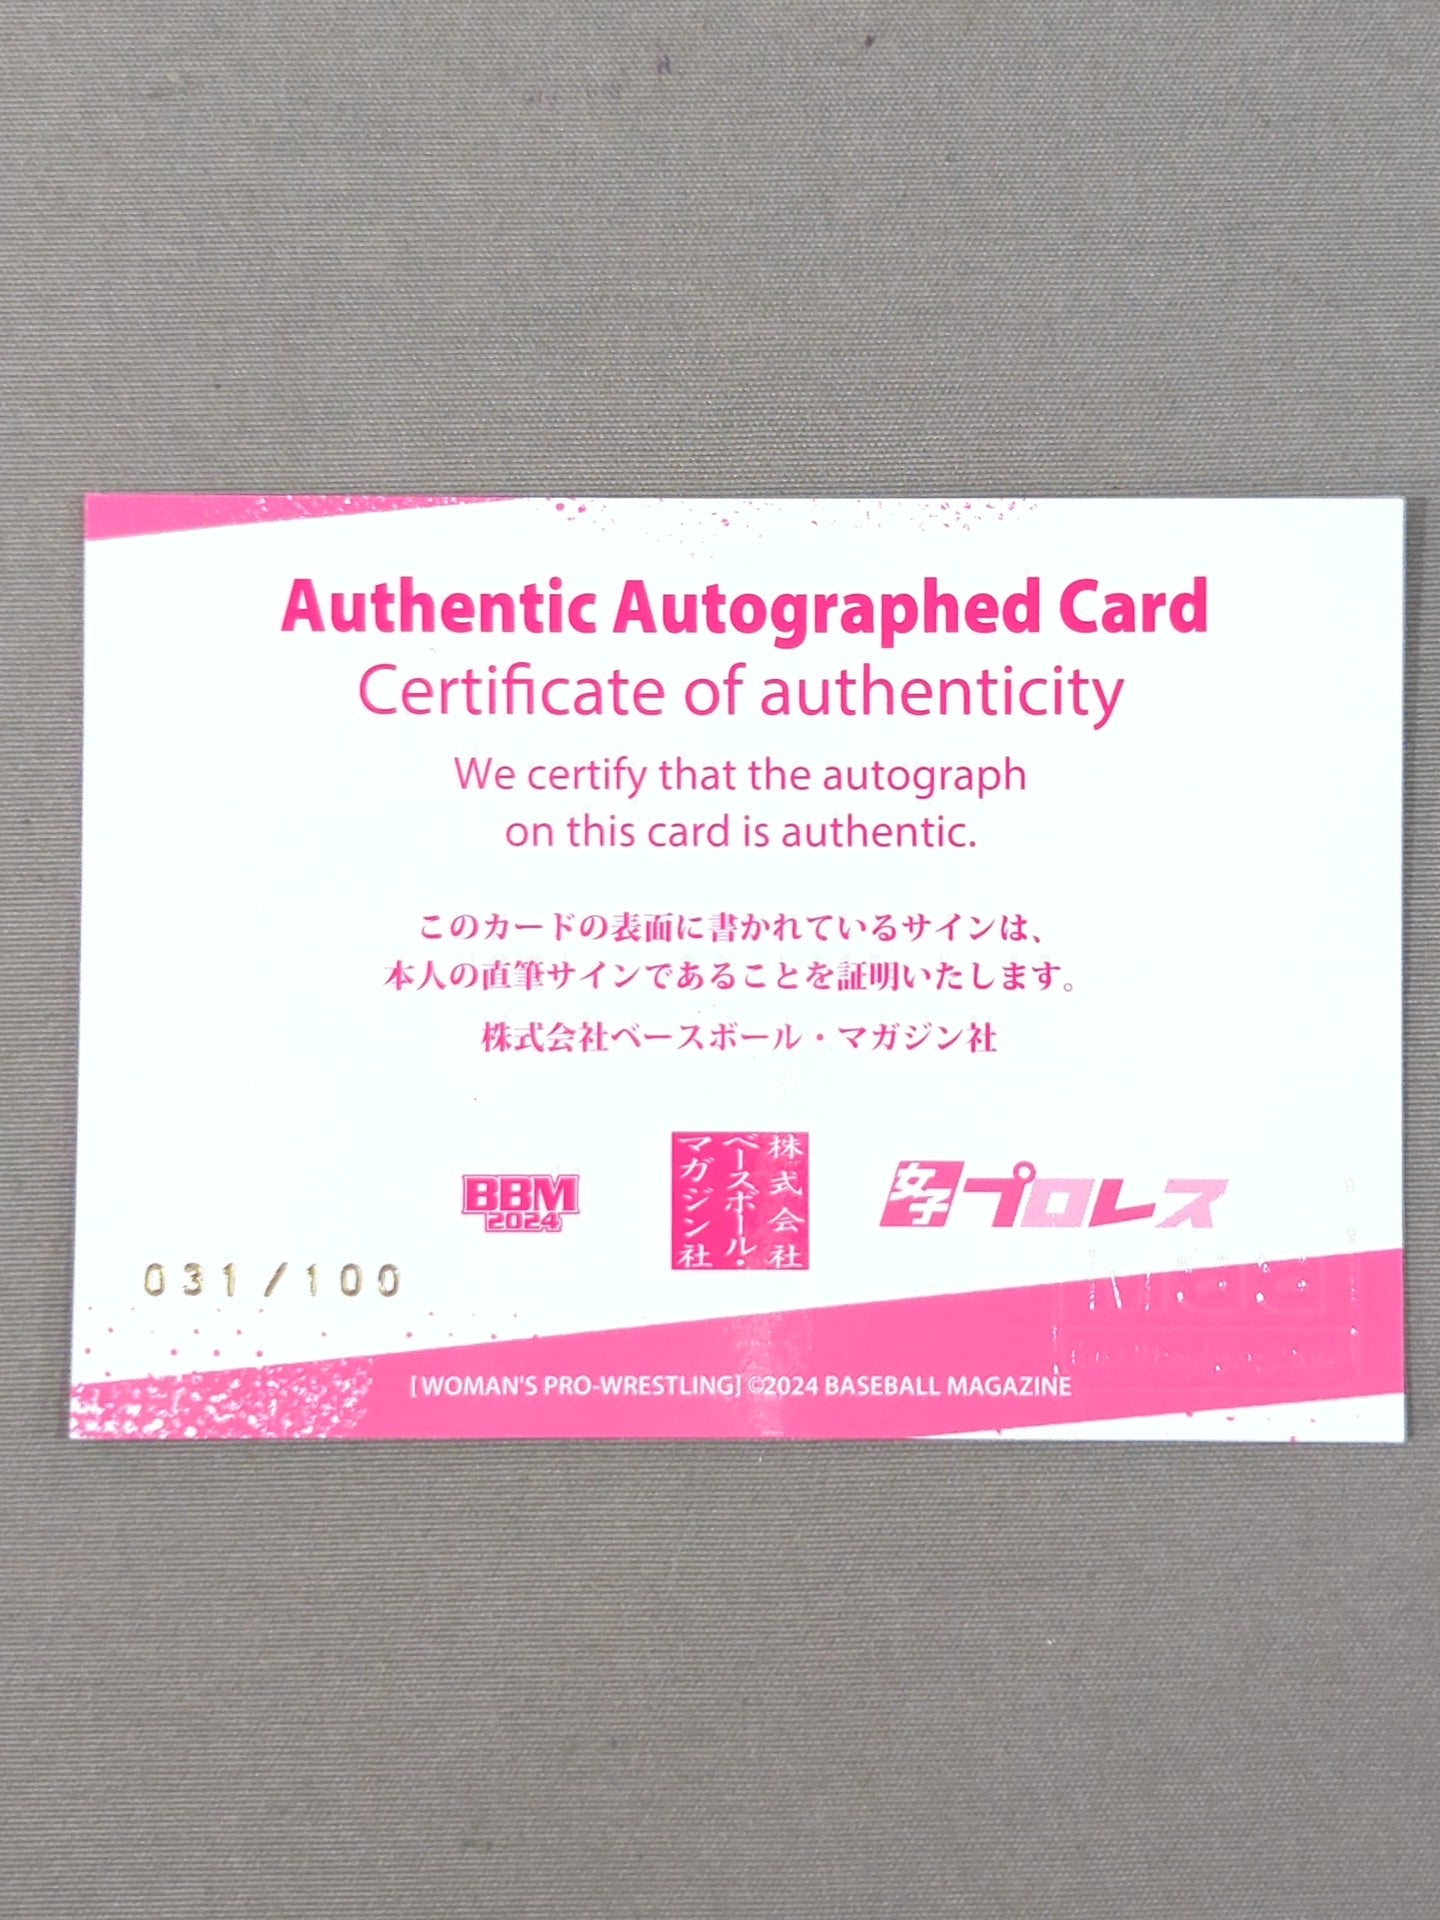 Authentic Autographed Card
Certificate of authenticity
We certify that the autograph
on this card is authentic.
このカードの表面に書かれているサインは、
本人の直筆サインであることを証明いたします。
株式会社ベースボール・マガジン社
BBM
2024
株式会社
ベースボール・
マガジン社
女子プロレス
031/100
[WOMAN'S PRO-WRESTLING] ©2024 BASEBALL MAGAZINE